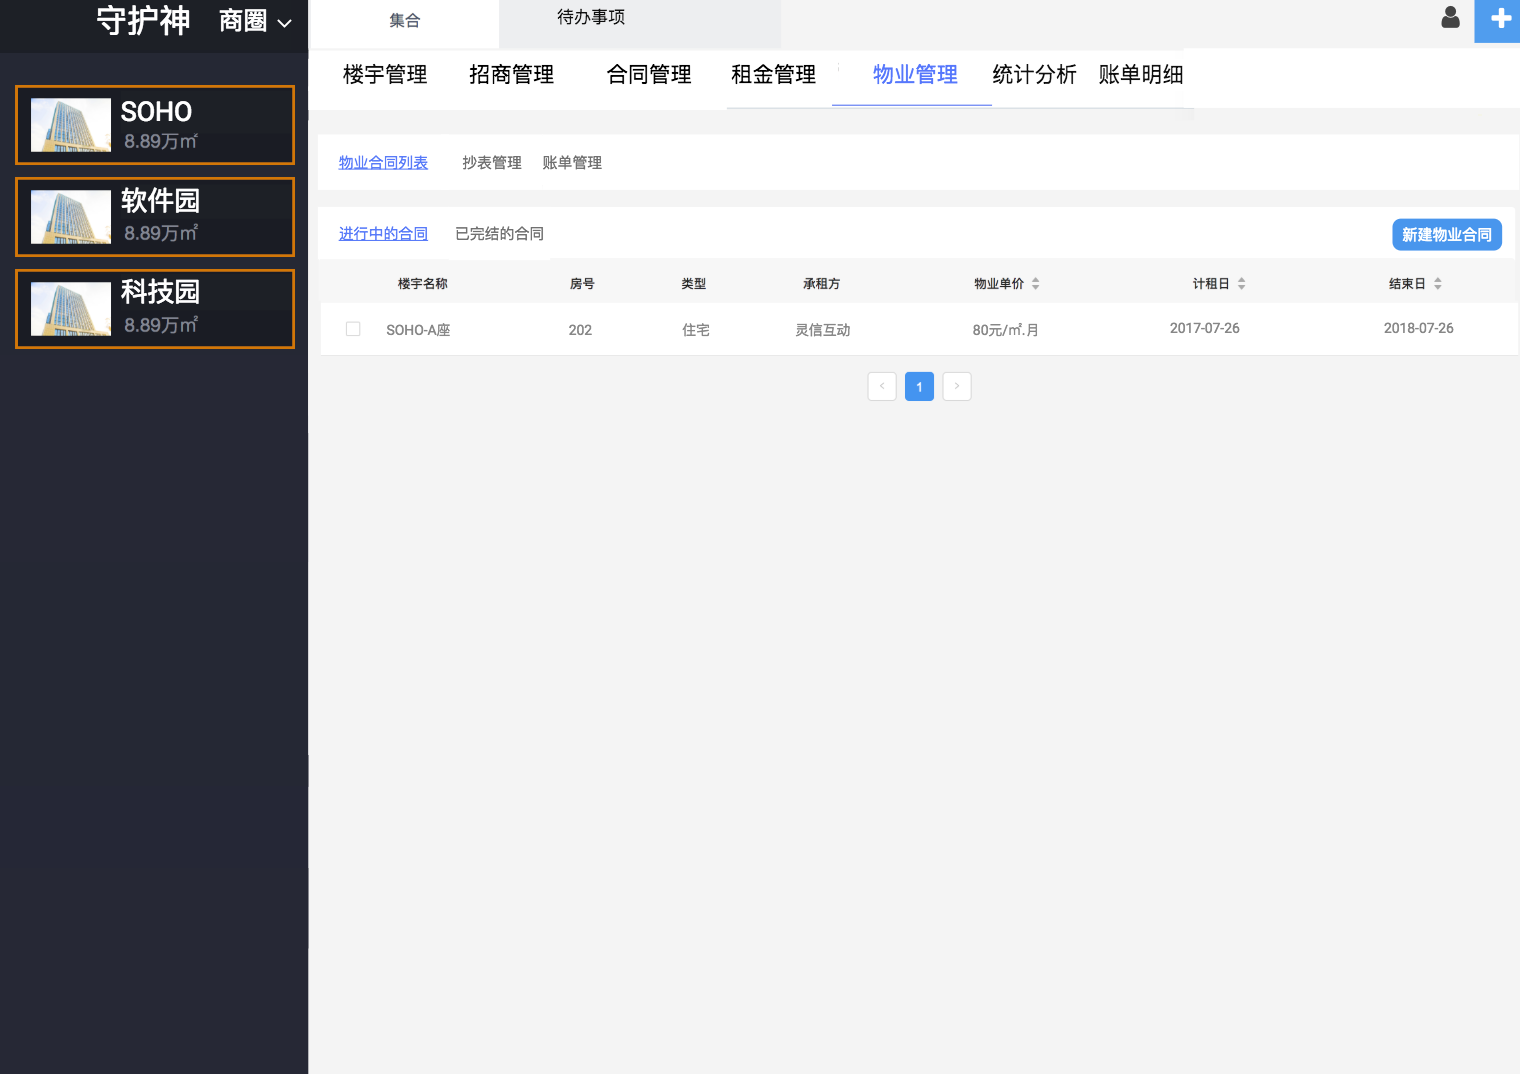 守护神 商圈
集合 待办事项
楼宇管理 招商管理 合同管理 租金管理 物业管理 统计分析 账单明细
SOHO
8.89万㎡
软件园
8.89万㎡
科技园
8.89万㎡
物业合同列表 抄表管理 账单管理
进行中的合同 已完结的合同 新建物业合同
楼宇名称 房号 类型 承租方 物业单价 计租日 结束日
SOHO-A座 202 住宅 灵信互动 80元/㎡.月 2017-07-26 2018-07-26
< 1 >